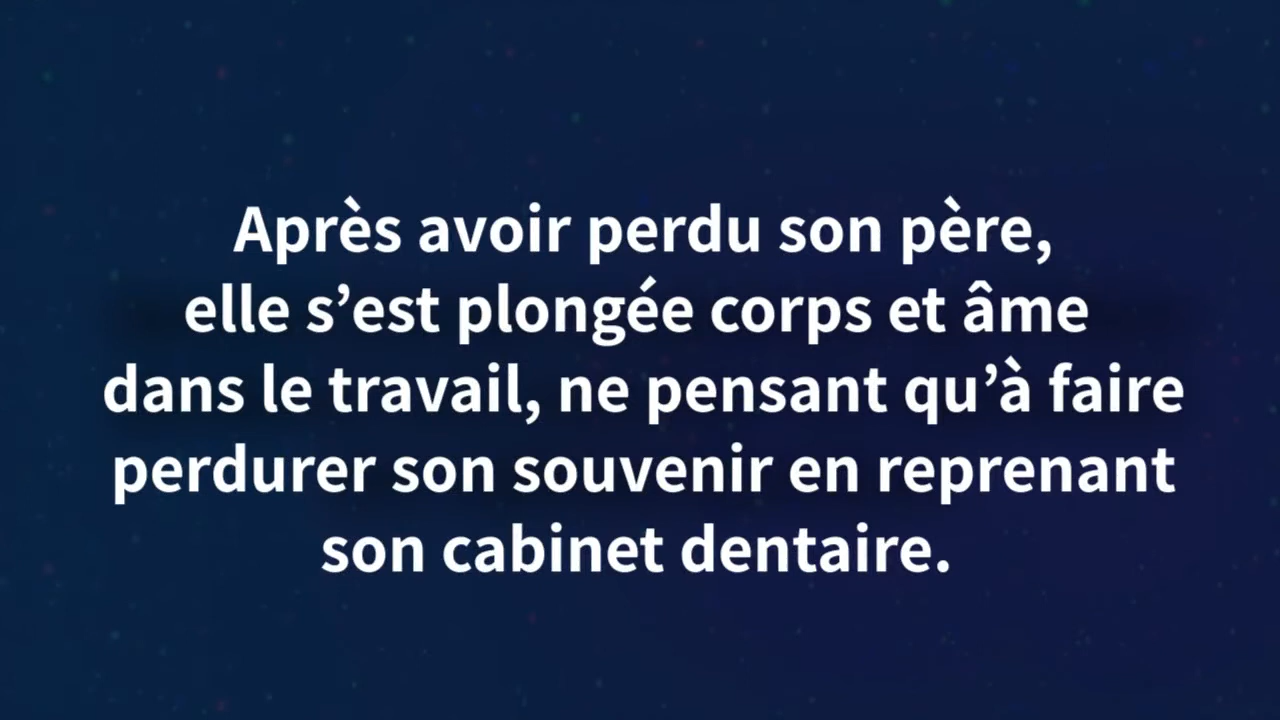 Après avoir perdu son père,
elle s’est plongée corps et âme
dans le travail, ne pensant qu’à faire
perdurer son souvenir en reprenant
son cabinet dentaire.